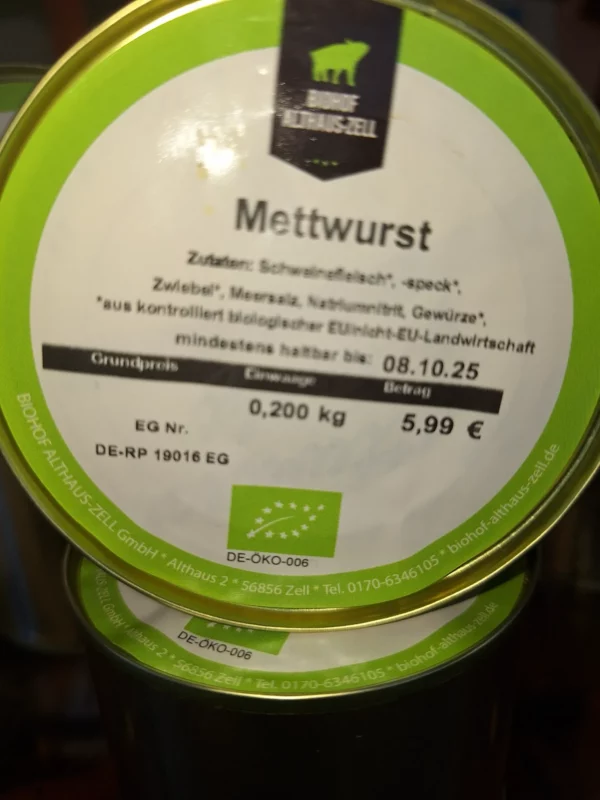 BIOHOF
ALTHAUS-ZELL
Mettwurst
Zutaten: Schweinefleisch*, -speck*,
Zwiebel*, Meersalz, Natriumnitrit, Gewürze*,
*aus kontrolliert biologischer EU/nicht-EU-Landwirtschaft
mindestens haltbar bis: 08.10.25
Grundpreis Einwaage Betrag
0,200 kg 5,99 €
EG Nr.
DE-RP 19016 EG
DE-ÖKO-006
BIOHOF ALTHAUS-ZELL GmbH * Althaus 2 * 56856 Zell * Tel. 0170-6346105 * biohof-althaus-zell.de
DE-ÖKO-006
AUS-ZELL GmbH * Althaus 2 * 56856 Zell * Tel. 0170-6346105 * biohof-althaus-zell.de